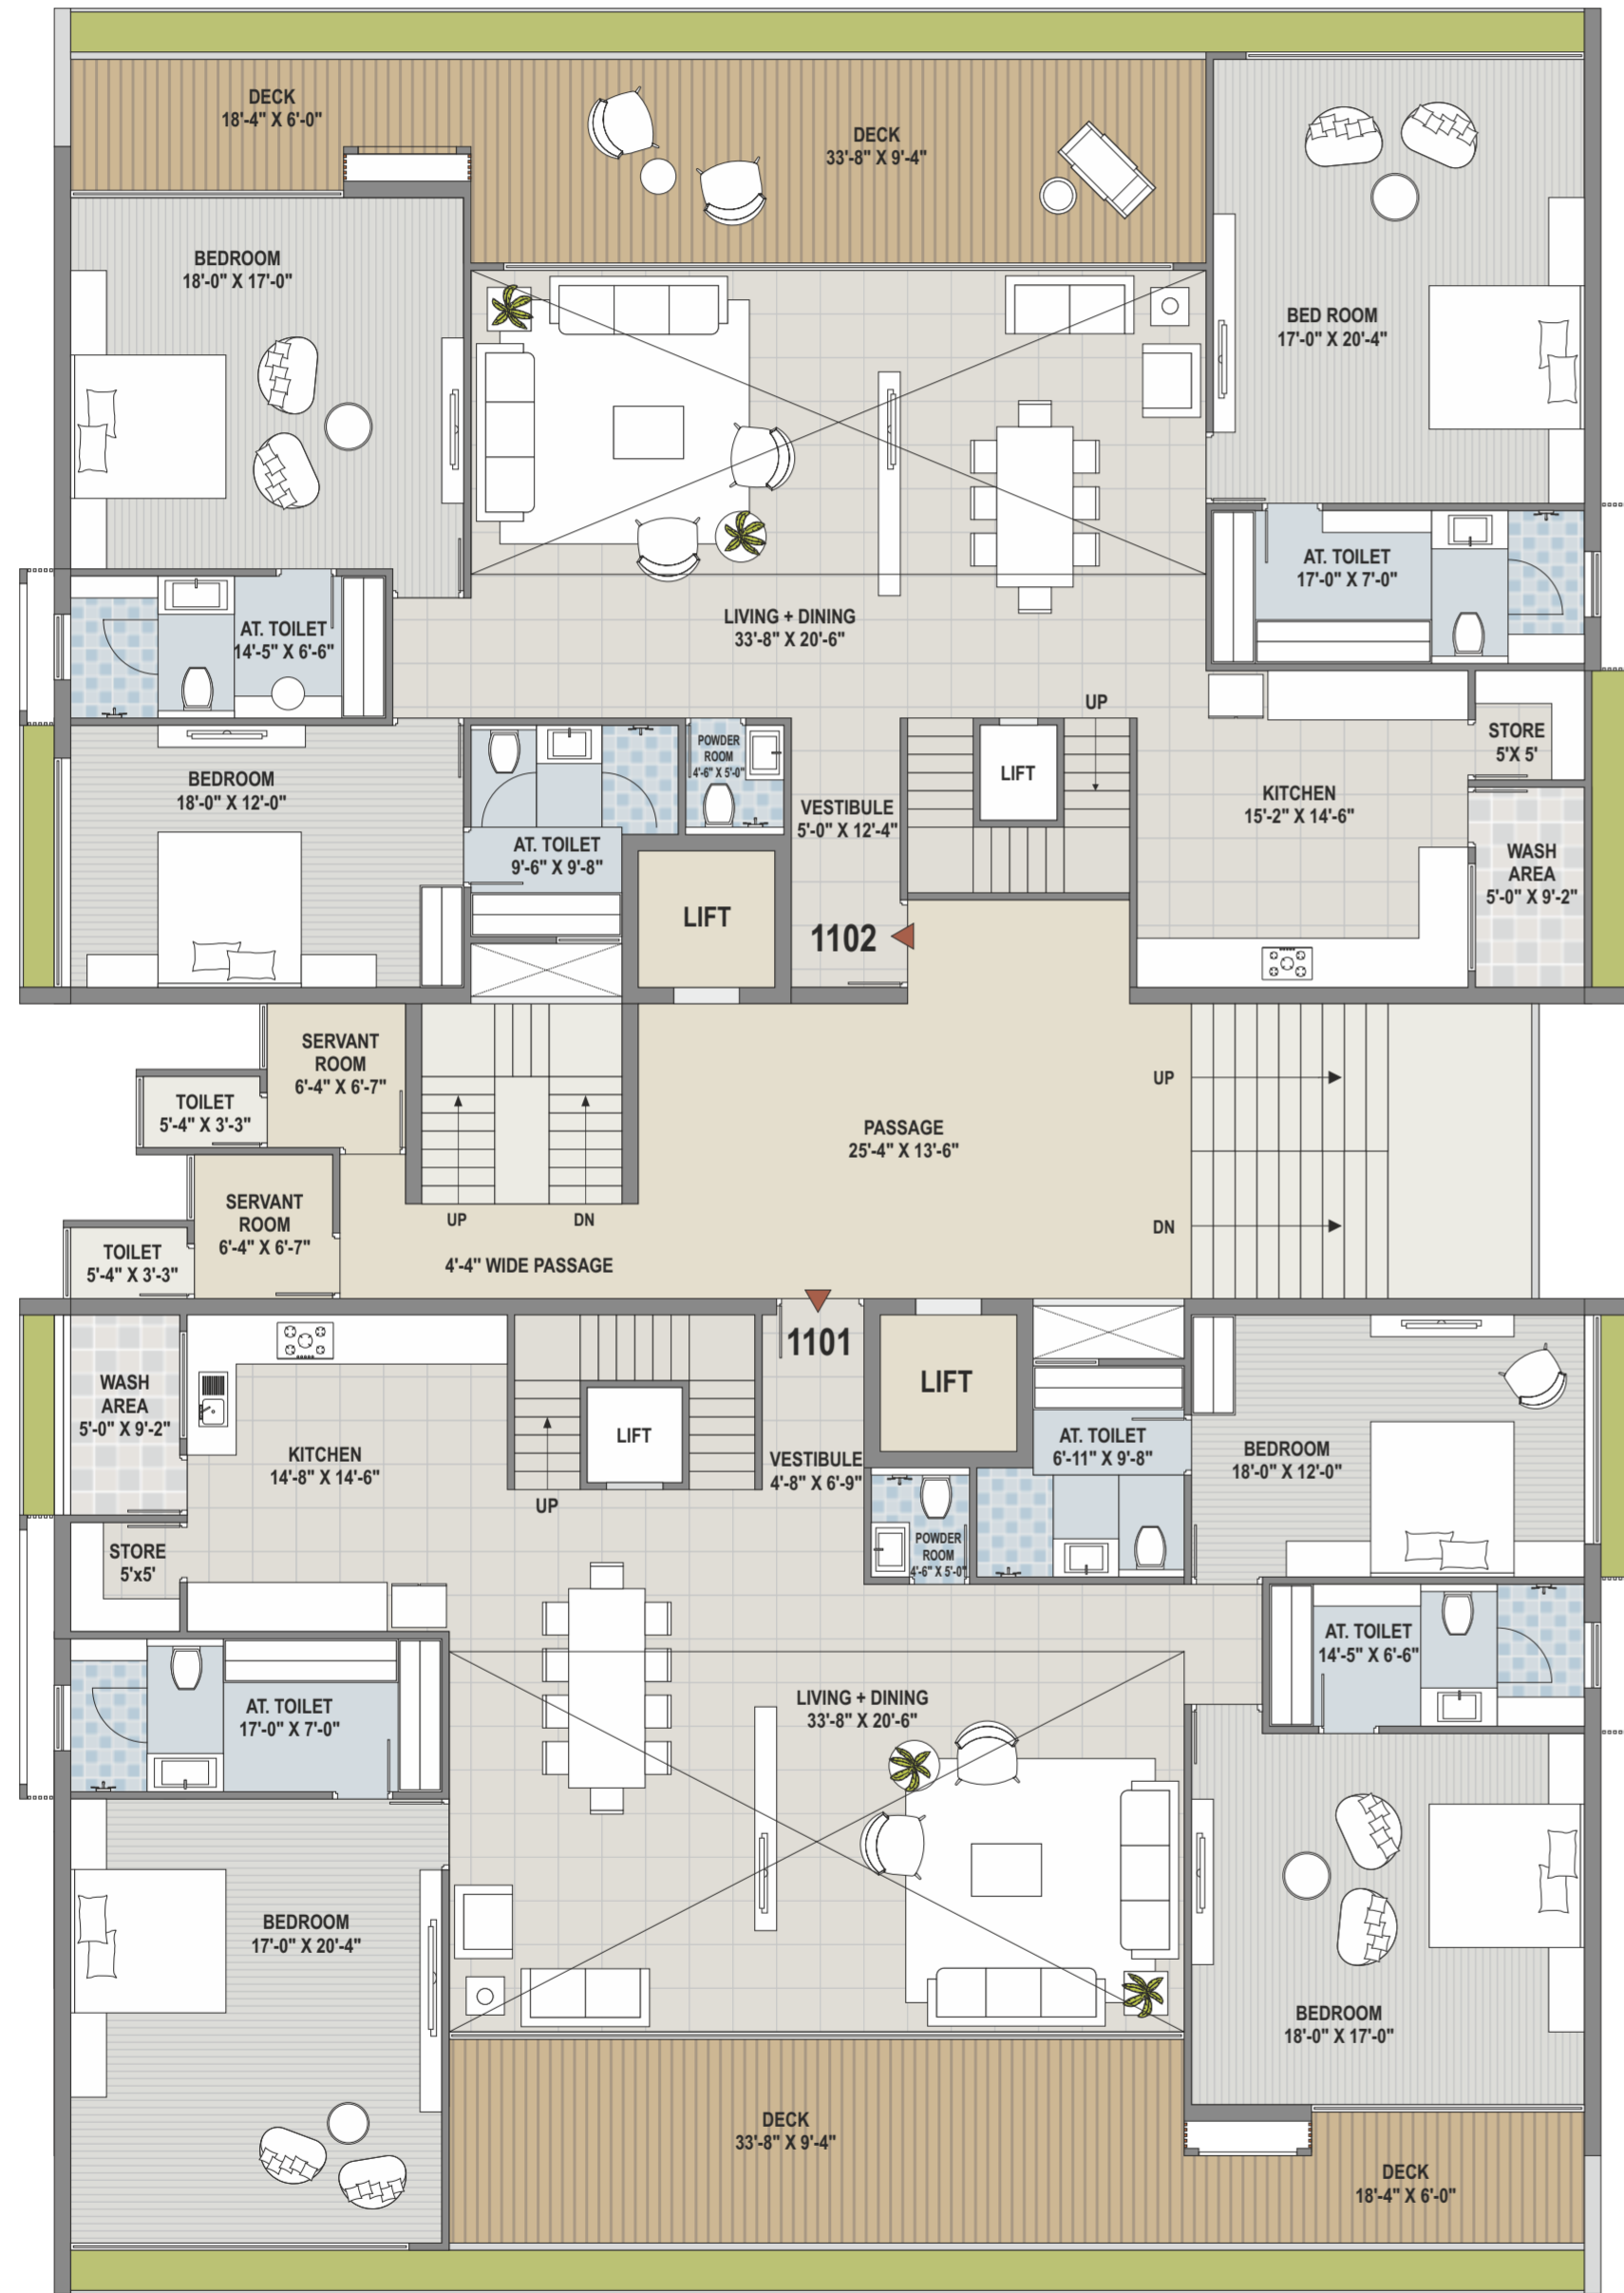 DECK
18'-4" X 6'-0"
DECK
33'-8" X 9'-4"
BEDROOM
18'-0" X 17'-0"
BED ROOM
17'-0" X 20'-4"
AT. TOILET
17'-0" X 7'-0"
LIVING + DINING
33'-8" X 20'-6"
AT. TOILET
14'-5" X 6'-6"
UP
STORE
5'X 5'
POWDER
ROOM
4'-6" X 5'-0"
LIFT
BEDROOM
18'-0" X 12'-0"
VESTIBULE
5'-0" X 12'-4"
KITCHEN
15'-2" X 14'-6"
AT. TOILET
9'-6" X 9'-8"
WASH
AREA
5'-0" X 9'-2"
LIFT
1102
SERVANT
ROOM
6'-4" X 6'-7"
TOILET
5'-4" X 3'-3"
UP
PASSAGE
25'-4" X 13'-6"
SERVANT
ROOM
6'-4" X 6'-7"
UP
DN
DN
TOILET
5'-4" X 3'-3"
4'-4" WIDE PASSAGE
1101
WASH
AREA
5'-0" X 9'-2"
LIFT
LIFT
KITCHEN
14'-8" X 14'-6"
VESTIBULE
4'-8" X 6'-9"
AT. TOILET
6'-11" X 9'-8"
BEDROOM
18'-0" X 12'-0"
UP
STORE
5'x5'
POWDER
ROOM
4'-6" X 5'-0"
AT. TOILET
14'-5" X 6'-6"
LIVING + DINING
33'-8" X 20'-6"
AT. TOILET
17'-0" X 7'-0"
BEDROOM
17'-0" X 20'-4"
BEDROOM
18'-0" X 17'-0"
DECK
33'-8" X 9'-4"
DECK
18'-4" X 6'-0"